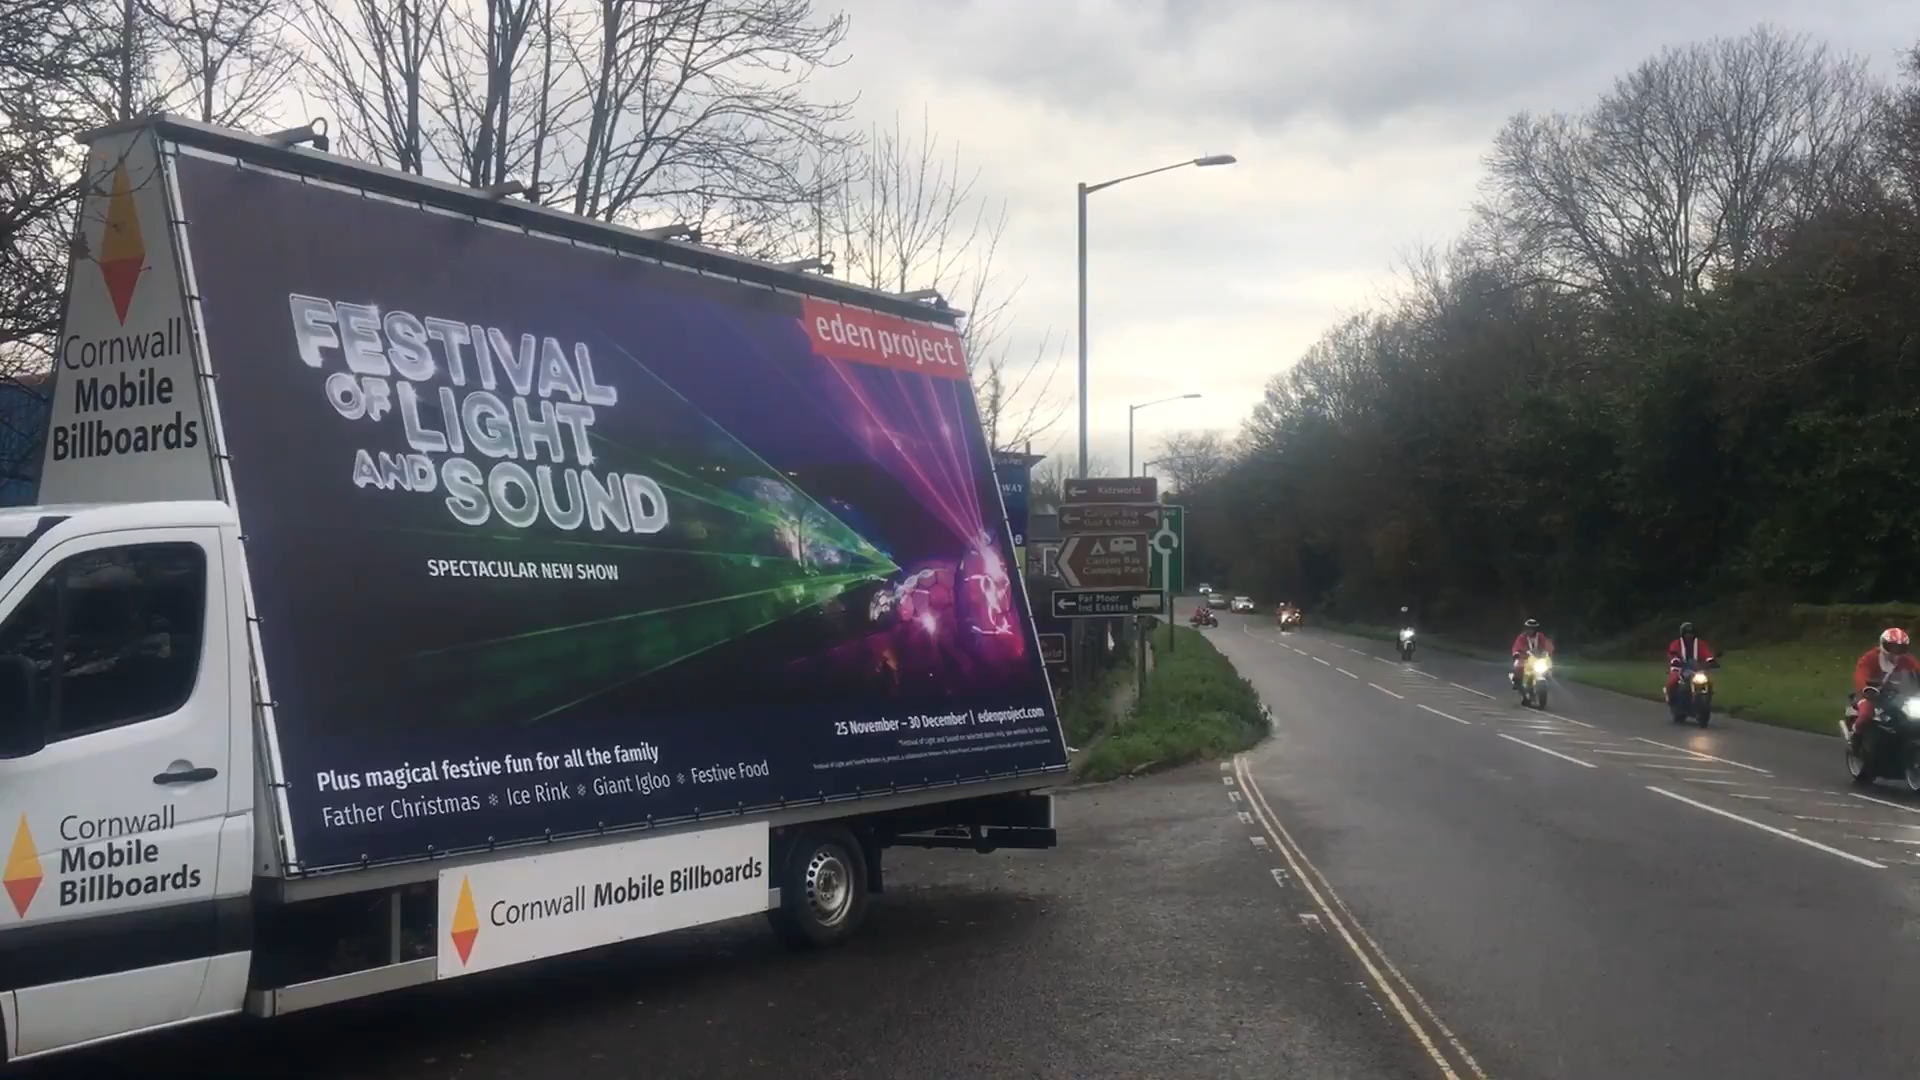 Cornwall
Mobile
Billboards
FESTIVAL
OF LIGHT
AND SOUND
SPECTACULAR NEW SHOW
eden project
25 November – 30 December* | edenproject.com
Plus magical festive fun for all the family
Father Christmas * Ice Rink * Giant Igloo * Festive Food
Cornwall
Mobile
Billboards
Cornwall Mobile Billboards
WAY
Kidzworld
Carlyon Bay
Golf & Hotel
Carlyon Bay
Camping Park
Par Moor
Ind Estates